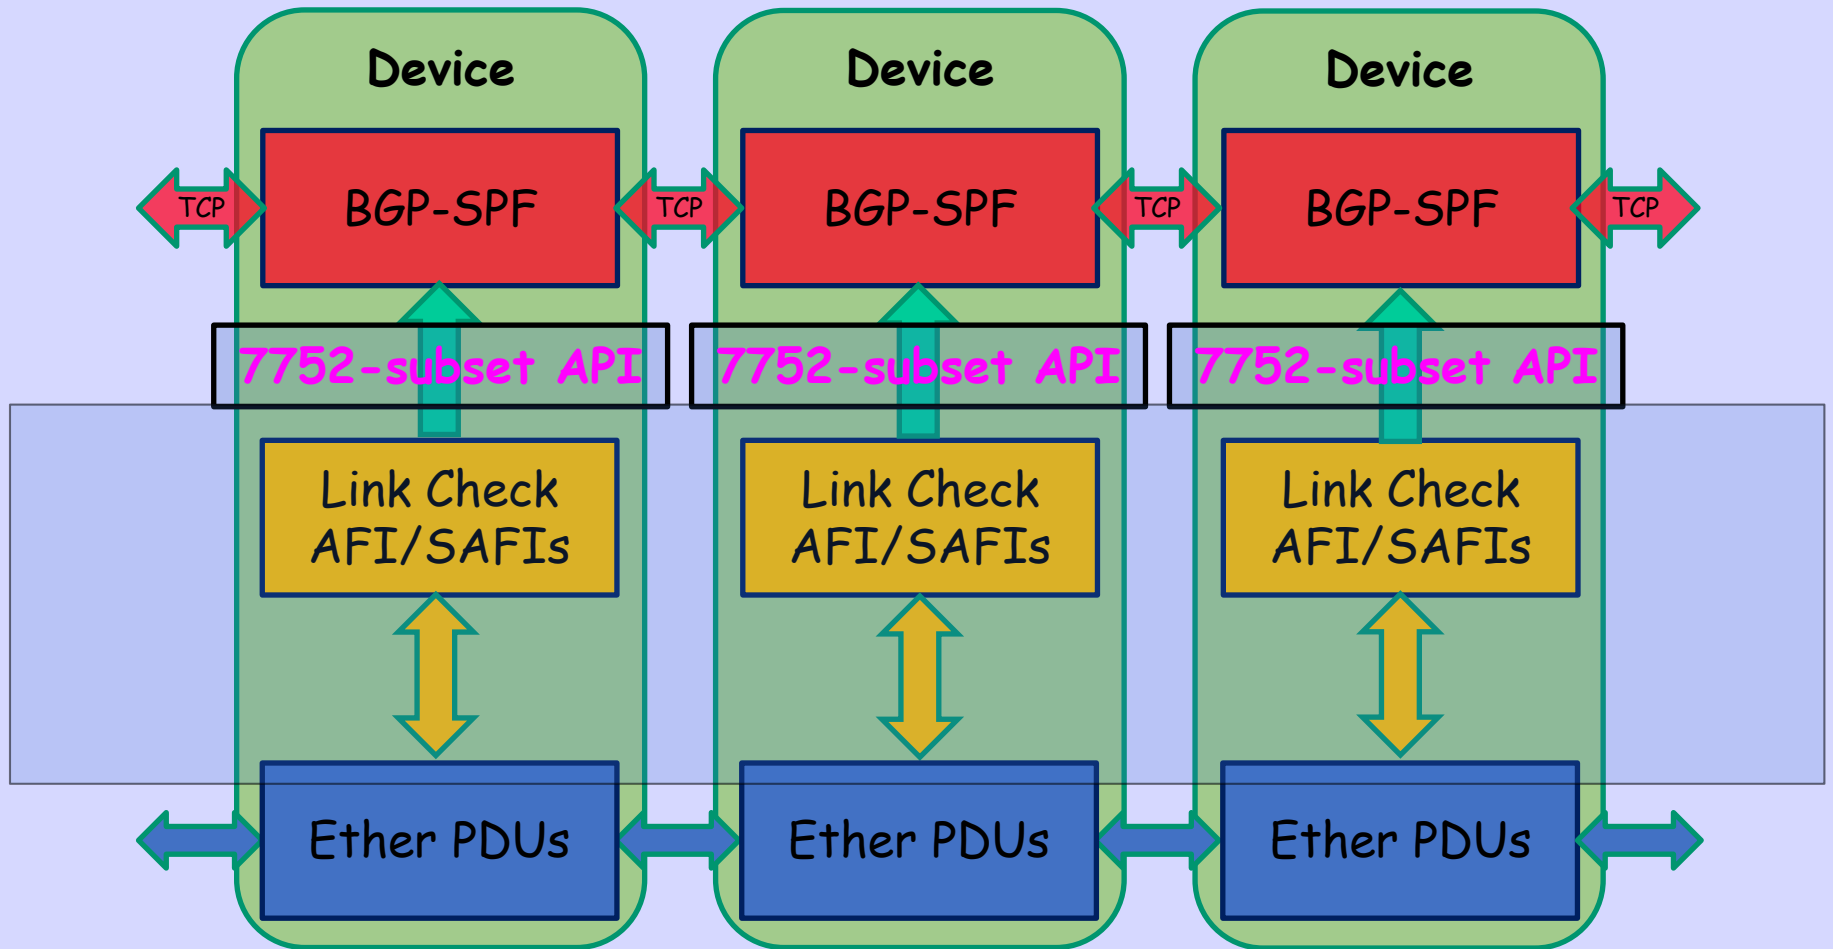 Device
Device
Device
TCP
BGP-SPF
TCP
BGP-SPF
TCP
BGP-SPF
TCP
7752-subset API
7752-subset API
7752-subset API
Link Check
AFI/SAFIs
Link Check
AFI/SAFIs
Link Check
AFI/SAFIs
Ether PDUs
Ether PDUs
Ether PDUs